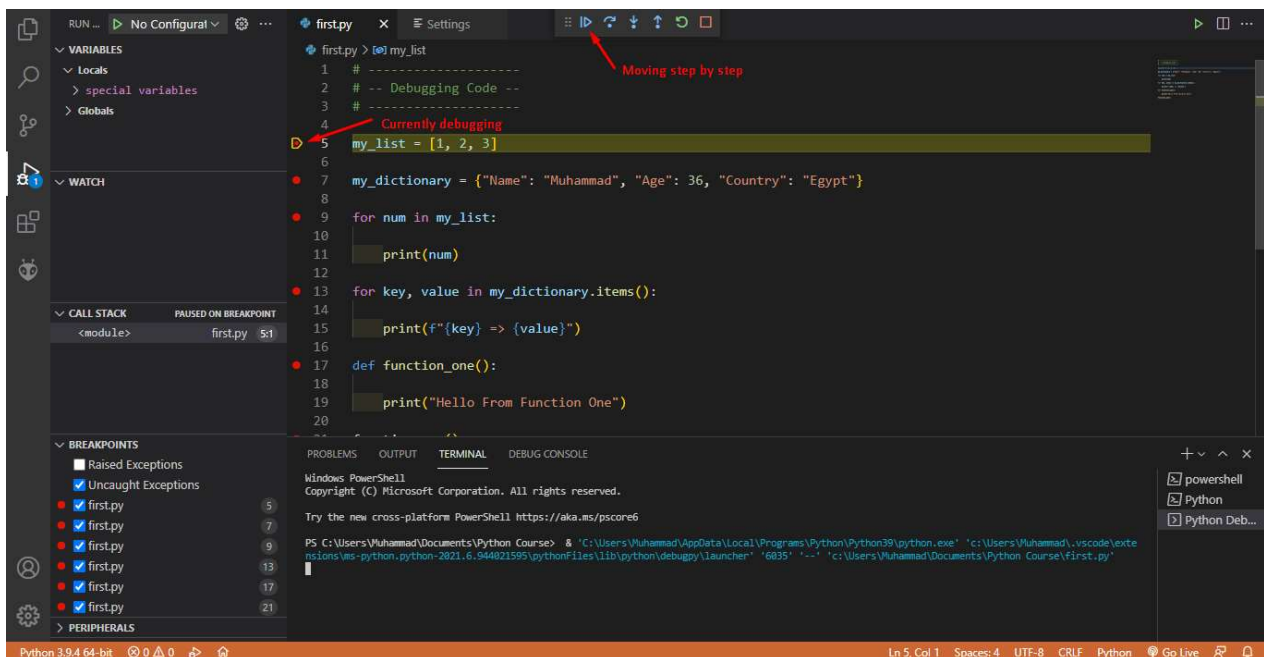 RUN ... No Configurat
VARIABLES
Locals
special variables
Globals
WATCH
CALL STACK PAUSED ON BREAKPOINT
<module> first.py 5:1
BREAKPOINTS
Raised Exceptions
Uncaught Exceptions
first.py 5
first.py 7
first.py 9
first.py 13
first.py 17
first.py 21
PERIPHERALS
1
first.py Settings
first.py > my_list
Moving step by step
Currently debugging
1 # --------------------
2 # -- Debugging Code --
3 # --------------------
4
5 my_list = [1, 2, 3]
6
7 my_dictionary = {"Name": "Muhammad", "Age": 36, "Country": "Egypt"}
8
9 for num in my_list:
10
11 print(num)
12
13 for key, value in my_dictionary.items():
14
15 print(f"{key} => {value}")
16
17 def function_one():
18
19 print("Hello From Function One")
20
PROBLEMS OUTPUT TERMINAL DEBUG CONSOLE
Windows PowerShell
Copyright (C) Microsoft Corporation. All rights reserved.
Try the new cross-platform PowerShell https://aka.ms/pscore6
PS C:\Users\Muhammad\Documents\Python Course> & 'C:\Users\Muhammad\AppData\Local\Programs\Python\Python39\python.exe' 'c:\Users\Muhammad\.vscode\exte
nsions\ms-python.python-2021.6.944021595\pythonFiles\lib\python\debugpy\launcher' '6035' '--' 'c:\Users\Muhammad\Documents\Python Course\first.py'
powershell
Python
Python Deb...
Python 3.9.4 64-bit 0 0 Ln 5, Col 1 Spaces: 4 UTF-8 CRLF Python Go Live